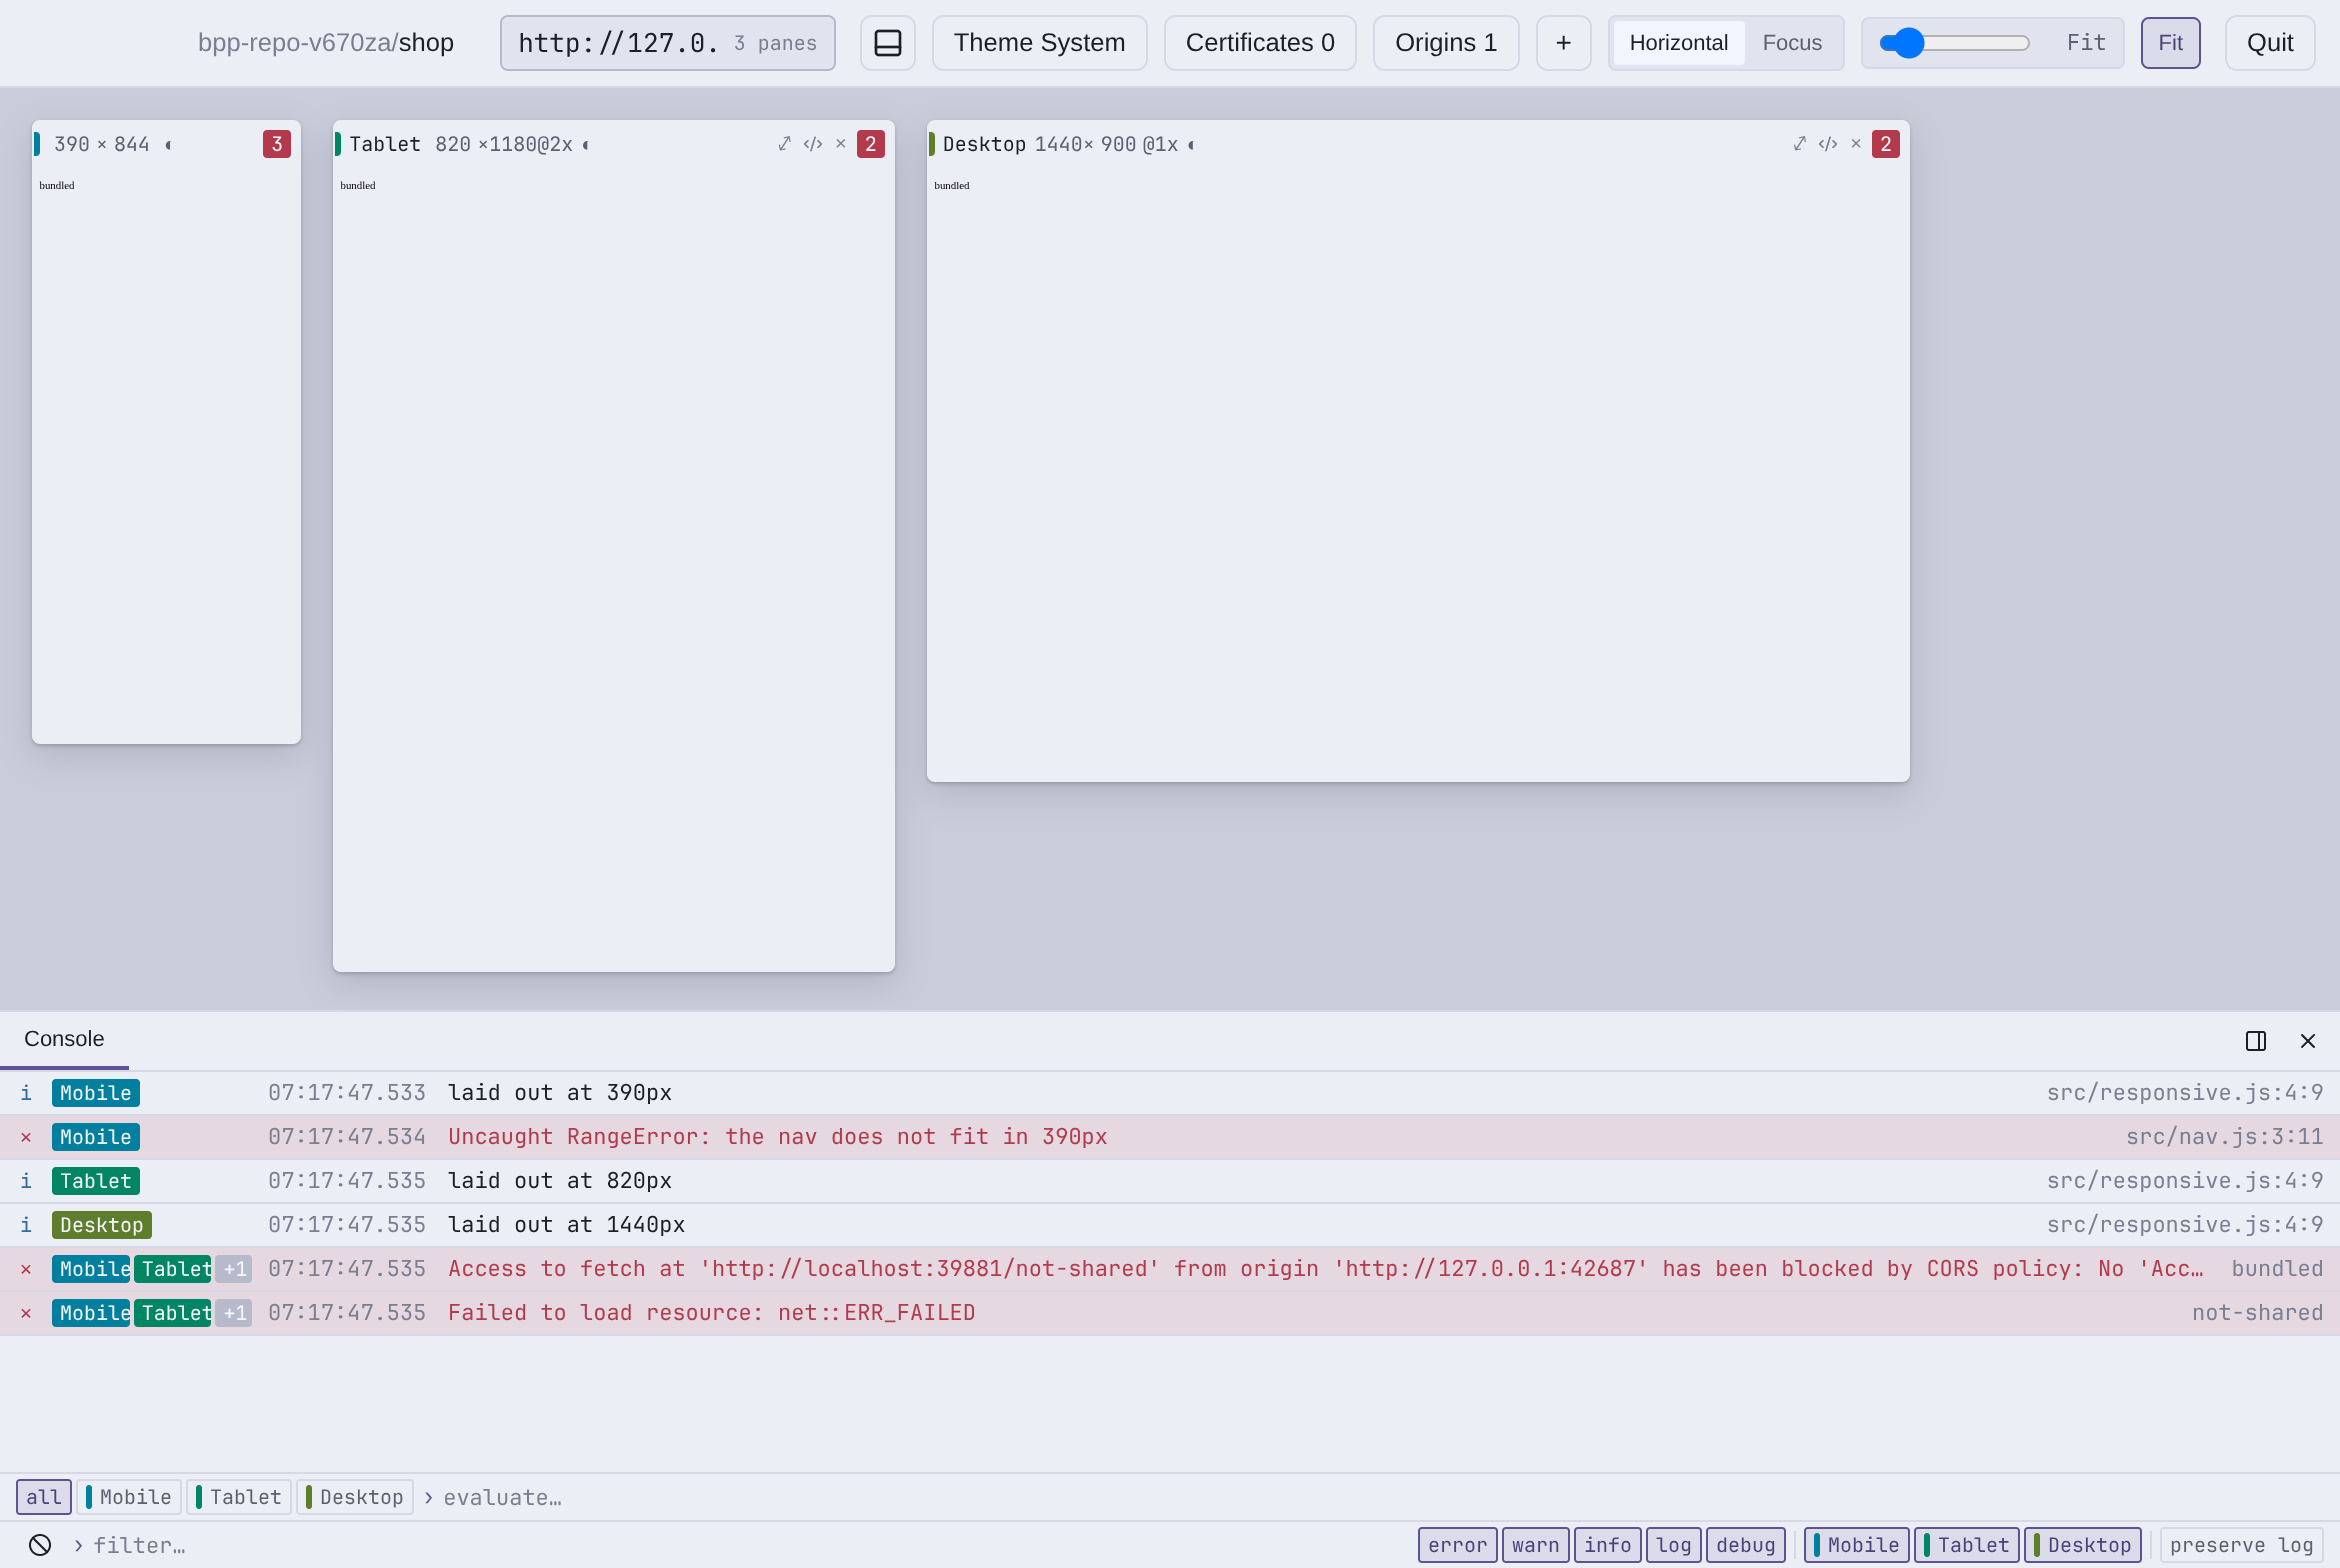 bpp-repo-v670za/shop http://127.0. 3 panes Theme System Certificates 0 Origins 1 + Horizontal Focus Fit Fit Quit
390 × 844 3
Tablet 820 ×1180@2x </> × 2
Desktop 1440× 900 @1x </> × 2
bundled
bundled
bundled
Console
i Mobile 07:17:47.533 laid out at 390px src/responsive.js:4:9
× Mobile 07:17:47.534 Uncaught RangeError: the nav does not fit in 390px src/nav.js:3:11
i Tablet 07:17:47.535 laid out at 820px src/responsive.js:4:9
i Desktop 07:17:47.535 laid out at 1440px src/responsive.js:4:9
× Mobile Tablet +1 07:17:47.535 Access to fetch at 'http://localhost:39881/not-shared' from origin 'http://127.0.0.1:42687' has been blocked by CORS policy: No 'Acc… bundled
× Mobile Tablet +1 07:17:47.535 Failed to load resource: net::ERR_FAILED not-shared
all Mobile Tablet Desktop › evaluate…
› filter… error warn info log debug Mobile Tablet Desktop preserve log